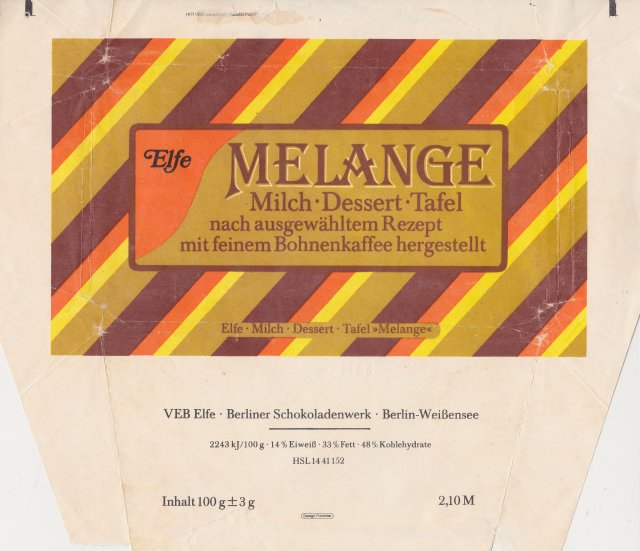 Elfe
MELANGE
Milch · Dessert · Tafel
nach ausgewähltem Rezept
mit feinem Bohnenkaffee hergestellt
Elfe · Milch · Dessert · Tafel »Melange«
VEB Elfe · Berliner Schokoladenwerk · Berlin-Weißensee
2243 kJ/100 g · 14 % Eiweiß · 33 % Fett · 48 % Kohlehydrate
HSL 14 41 152
Inhalt 100 g ± 3 g
2,10 M